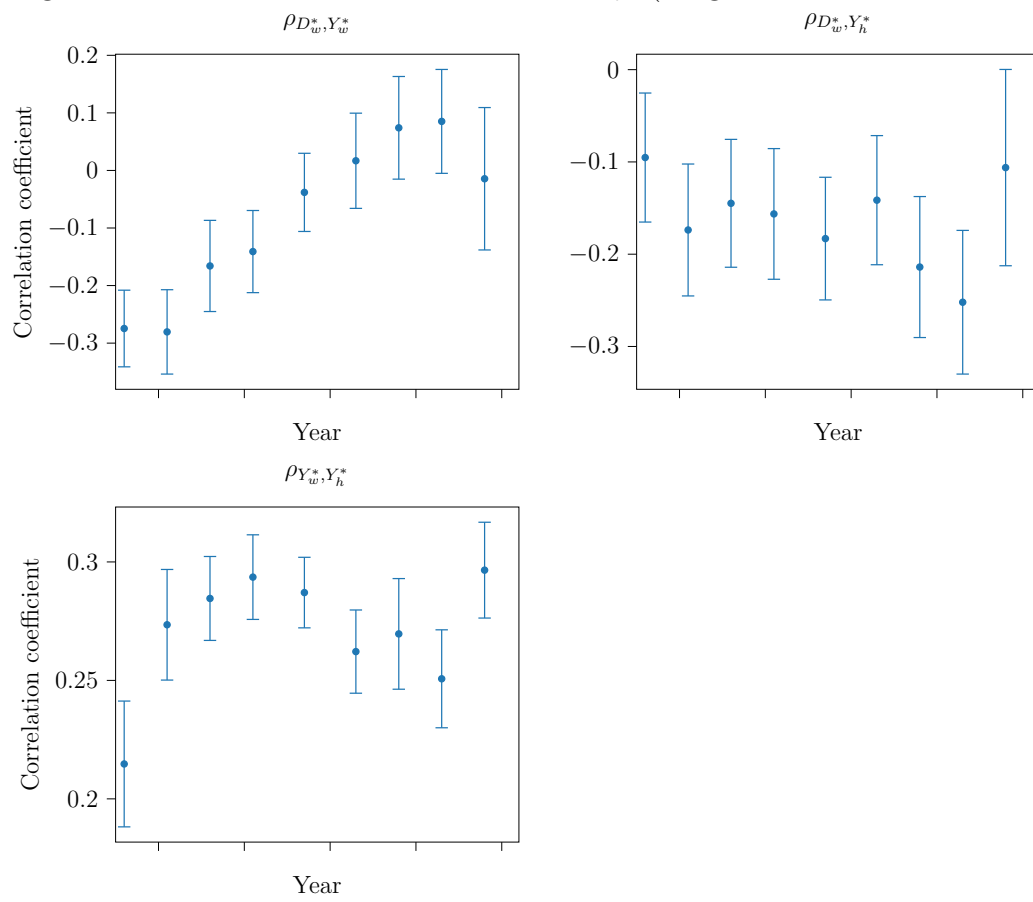 ρ_{D_w^*,Y_w^*}
0.2
0.1
0
−0.1
−0.2
−0.3
Correlation coefficient
Year
ρ_{D_w^*,Y_h^*}
0
−0.1
−0.2
−0.3
Year
ρ_{Y_w^*,Y_h^*}
0.3
0.25
0.2
Correlation coefficient
Year